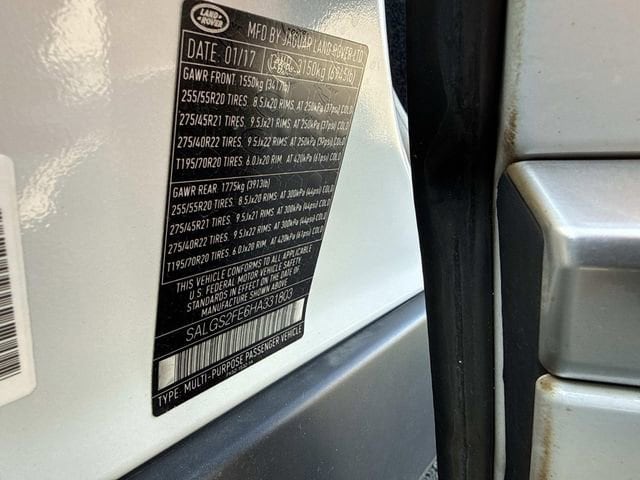 LAND ROVER
MFD BY JAGUAR LAND ROVER LTD
DATE: 01/17
3150kg (6945lb)
GAWR FRONT 1550kg (3417lb)
255/55R20 TIRES. 8.5Jx20 RIMS. AT 250kPa (37psi) COLD
275/45R21 TIRES. 9.5Jx21 RIMS. AT 250kPa (37psi) COLD
275/40R22 TIRES. 9.5Jx22 RIMS. AT 250kPa (37psi) COLD
T195/70R20 TIRES. 6.0Jx20 RIM. AT 420kPa (61psi) COLD
GAWR REAR 1775kg (3913lb)
255/55R20 TIRES. 8.5Jx20 RIMS. AT 300kPa (44psi) COLD
275/45R21 TIRES. 9.5Jx21 RIMS. AT 300kPa (44psi) COLD
275/40R22 TIRES. 9.5Jx22 RIMS. AT 300kPa (44psi) COLD
T195/70R20 TIRES. 6.0Jx20 RIM. AT 420kPa (61psi) COLD
THIS VEHICLE CONFORMS TO ALL APPLICABLE
U.S. FEDERAL MOTOR VEHICLE SAFETY
STANDARDS IN EFFECT ON THE DATE OF
MANUFACTURE SHOWN ABOVE
SALGS2FE6HA331803
TYPE: MULTI-PURPOSE PASSENGER VEHICLE